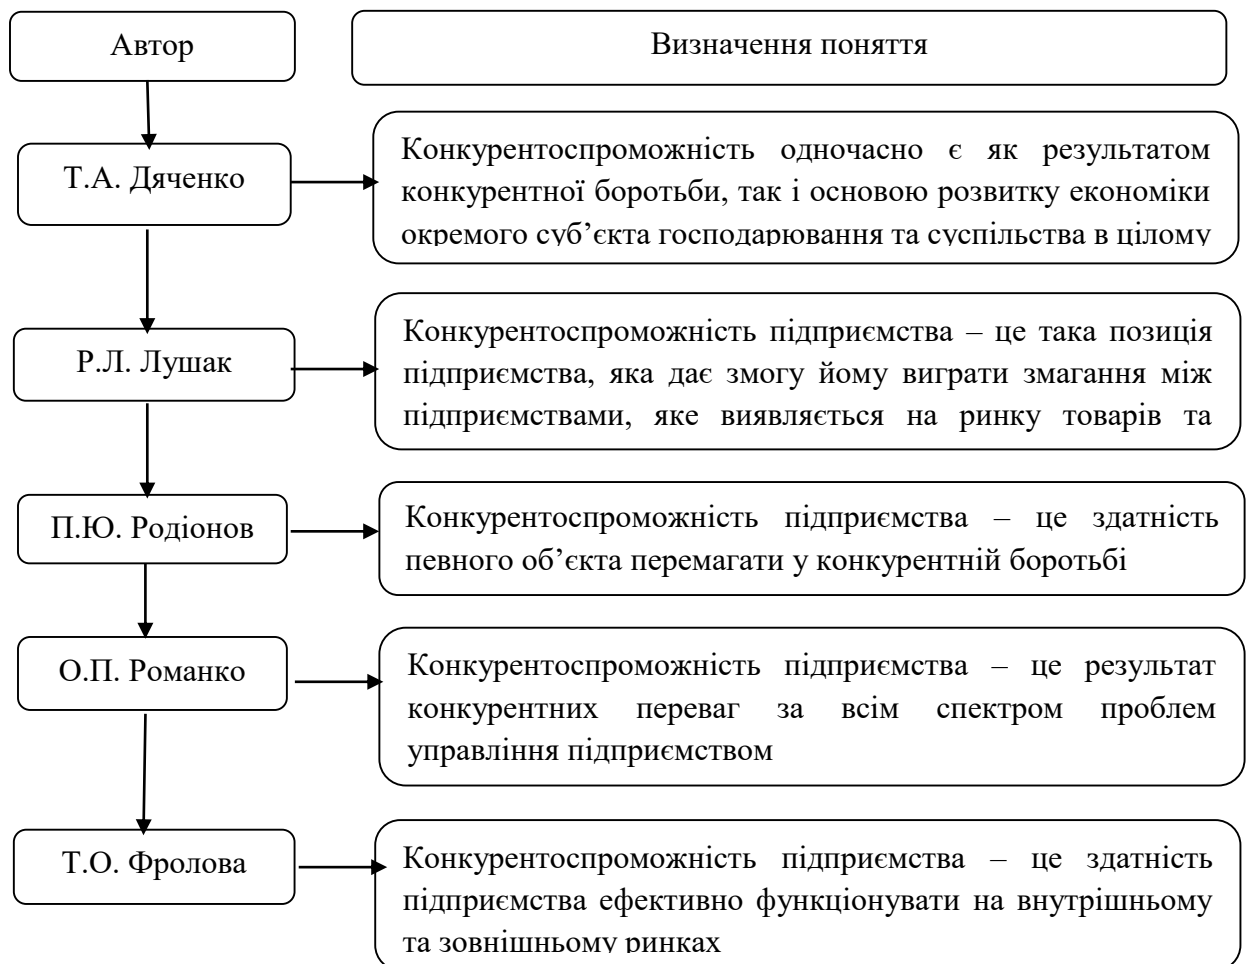 Автор
Визначення поняття
Т.А. Дяченко
Конкурентоспроможність одночасно є як результатом
конкурентної боротьби, так і основою розвитку економіки
окремого суб’єкта господарювання та суспільства в цілому
Р.Л. Лушак
Конкурентоспроможність підприємства – це така позиція
підприємства, яка дає змогу йому виграти змагання між
підприємствами, яке виявляється на ринку товарів та
П.Ю. Родіонов
Конкурентоспроможність підприємства – це здатність
певного об’єкта перемагати у конкурентній боротьбі
О.П. Романко
Конкурентоспроможність підприємства – це результат
конкурентних переваг за всім спектром проблем
управління підприємством
Т.О. Фролова
Конкурентоспроможність підприємства – це здатність
підприємства ефективно функціонувати на внутрішньому
та зовнішньому ринках